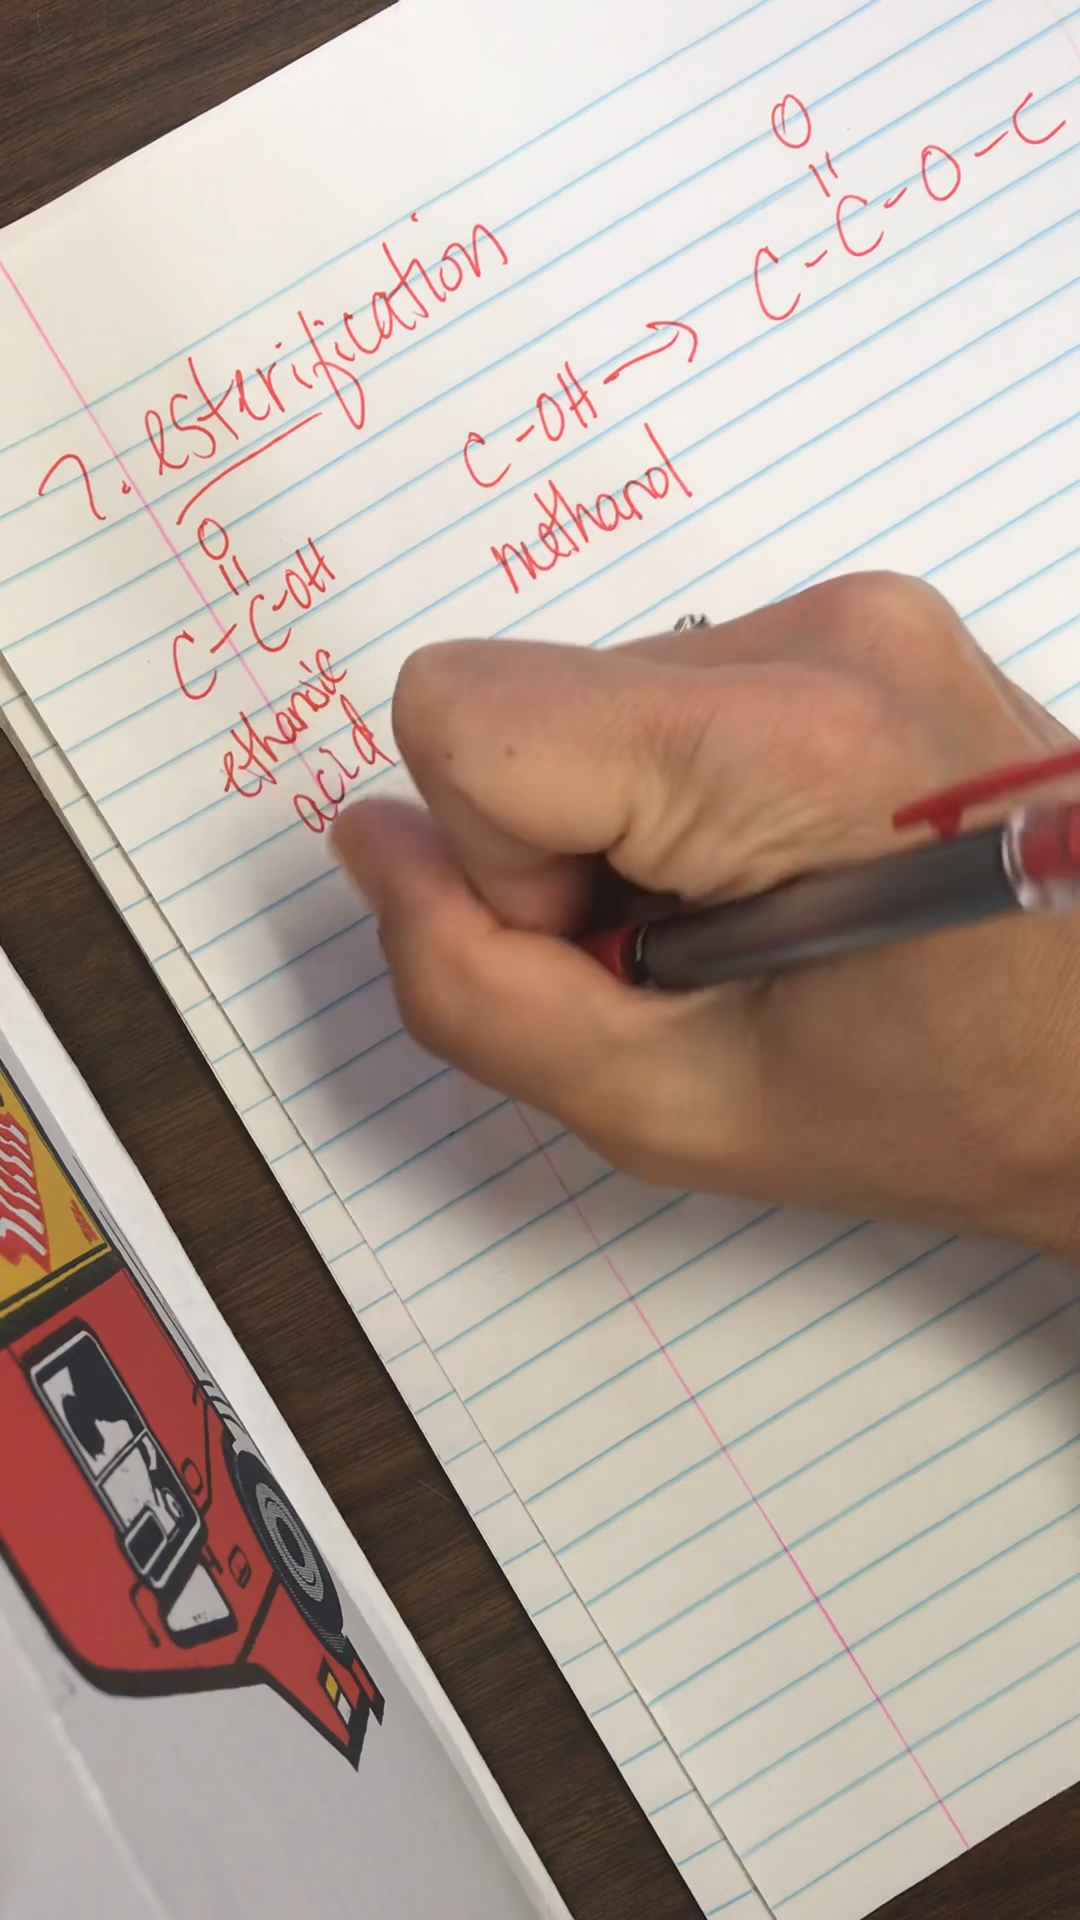 7. esterification
O
=
C-C-OH
ethanoic
acid
C-OH →
methanol
O
=
C-C-O-C